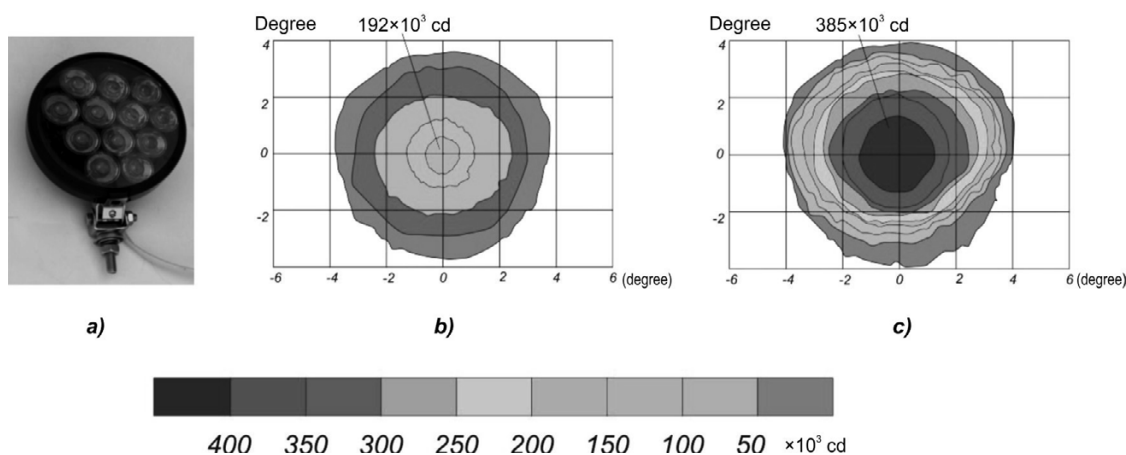 Degree 192×10³ cd
4
2
0
-2
-6 -4 -2 0 2 4 6 (degree)
Degree 385×10³ cd
4
2
0
-2
-6 -4 -2 0 2 4 6 (degree)
a) b) c)
400 350 300 250 200 150 100 50 ×10³ cd